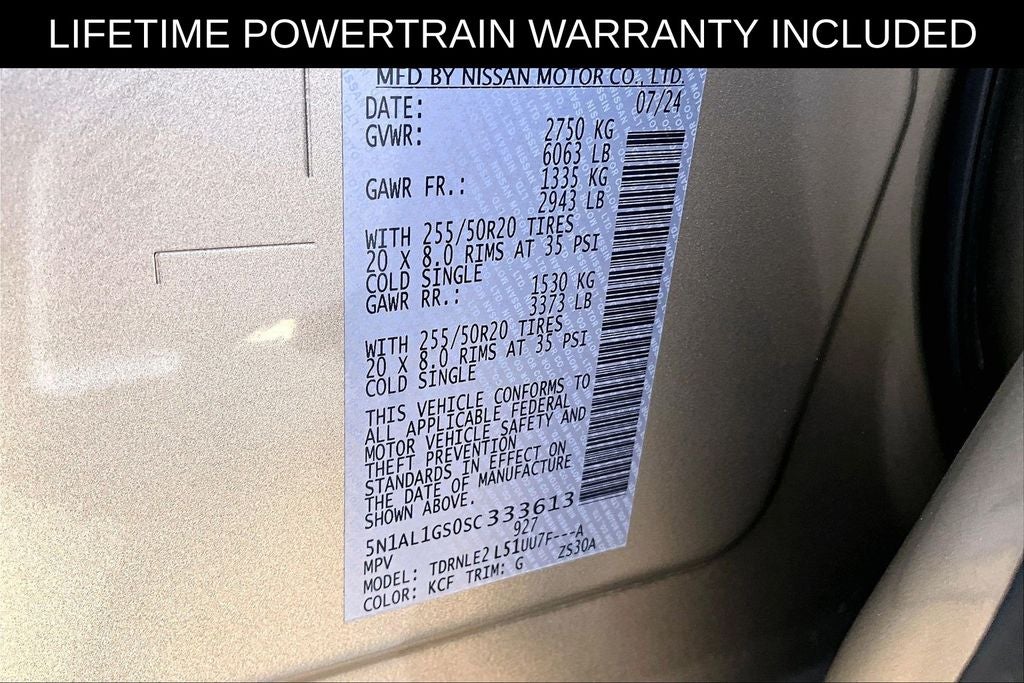 LIFETIME POWERTRAIN WARRANTY INCLUDED
MFD BY NISSAN MOTOR CO., LTD.
DATE: 07/24
GVWR: 2750 KG
6063 LB
GAWR FR.: 1335 KG
2943 LB
WITH 255/50R20 TIRES
20 X 8.0 RIMS AT 35 PSI
COLD SINGLE
GAWR RR.: 1530 KG
3373 LB
WITH 255/50R20 TIRES
20 X 8.0 RIMS AT 35 PSI
COLD SINGLE
THIS VEHICLE CONFORMS TO
ALL APPLICABLE FEDERAL
MOTOR VEHICLE SAFETY AND
THEFT PREVENTION
STANDARDS IN EFFECT ON
THE DATE OF MANUFACTURE
SHOWN ABOVE.
5N1AL1GS0SC333613
MPV 927
MODEL: TDRNLE2 L51UU7F---A
COLOR: KCF TRIM: G ZS30A